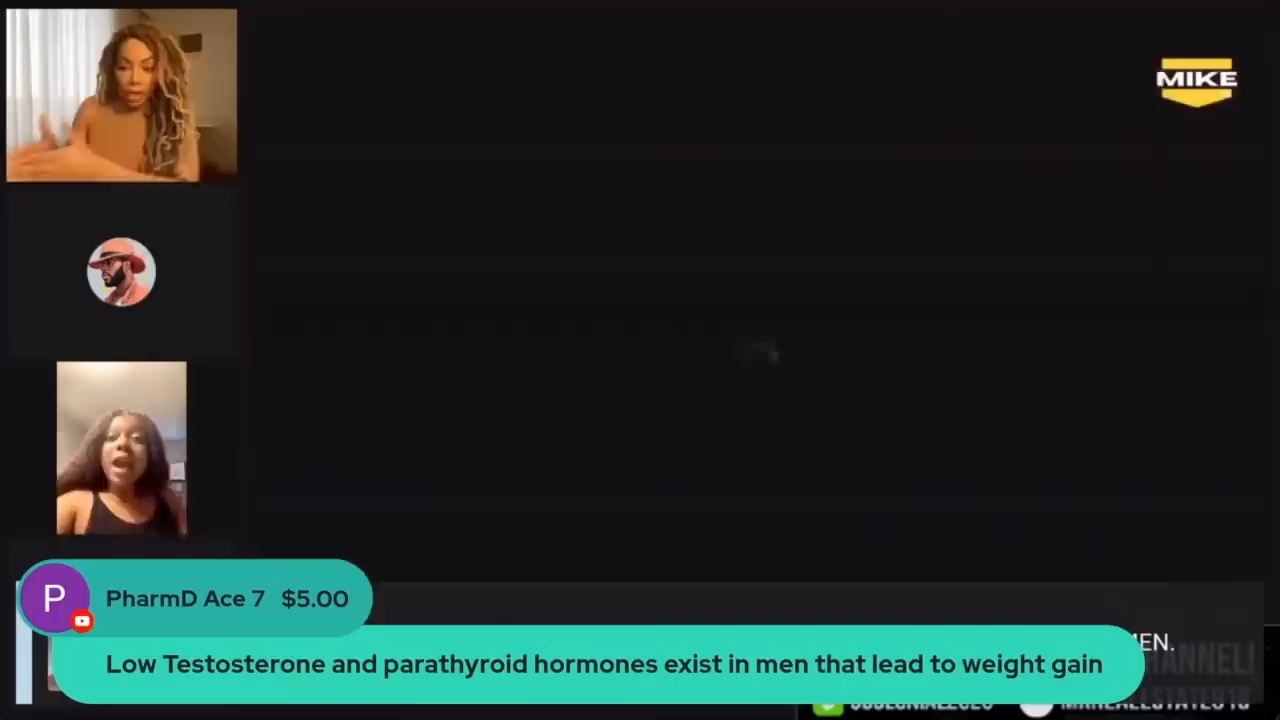 MIKE
P
PharmD Ace 7 $5.00
MEN.
Low Testosterone and parathyroid hormones exist in men that lead to weight gain